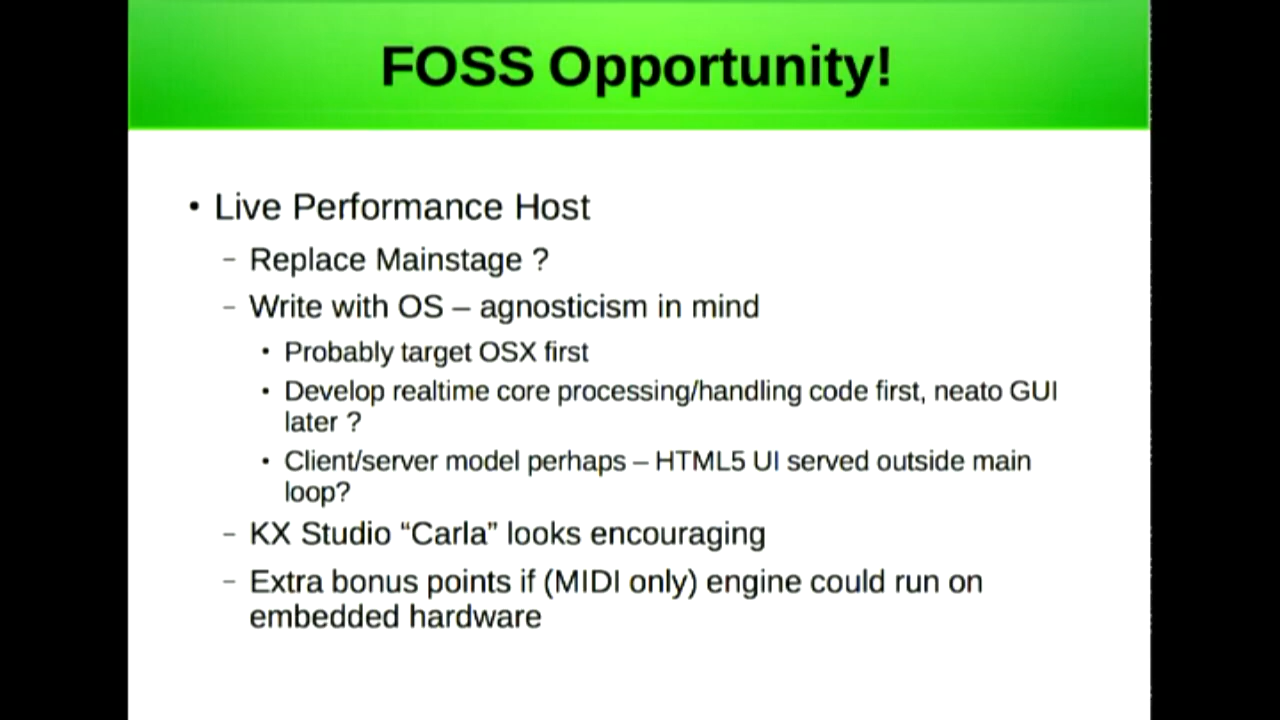 FOSS Opportunity!
• Live Performance Host
– Replace Mainstage ?
– Write with OS – agnosticism in mind
• Probably target OSX first
• Develop realtime core processing/handling code first, neato GUI
later ?
• Client/server model perhaps – HTML5 UI served outside main
loop?
– KX Studio “Carla” looks encouraging
– Extra bonus points if (MIDI only) engine could run on
embedded hardware